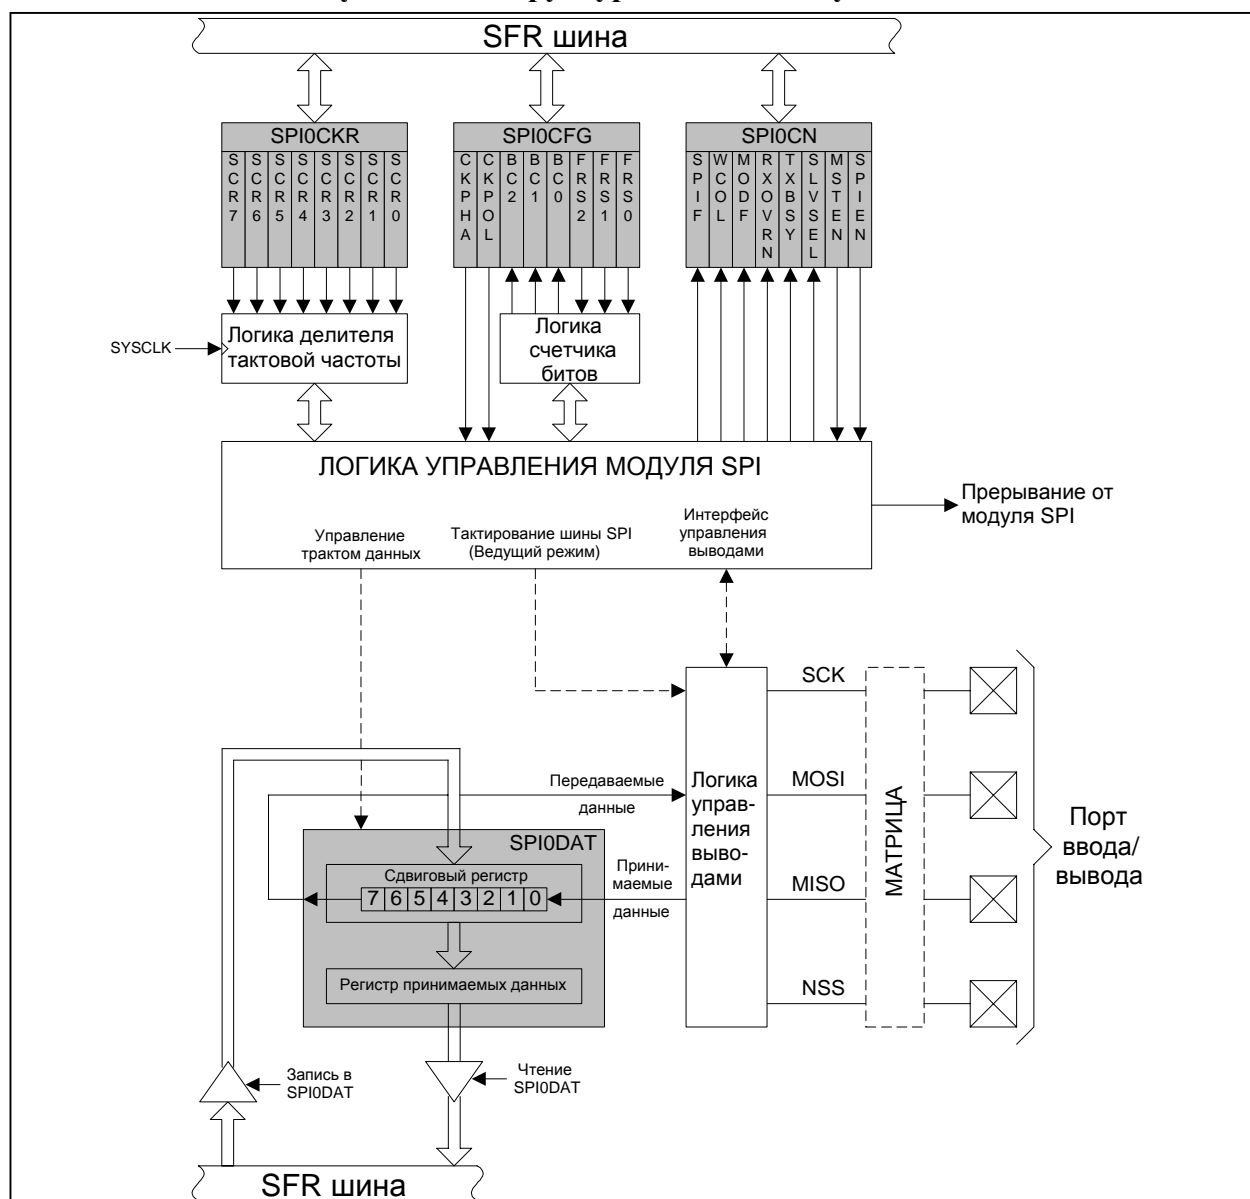 SFR шина
SPI0CKR
SCR7
SCR6
SCR5
SCR4
SCR3
SCR2
SCR1
SCR0
SPI0CFG
CKPHA
CKPOL
BC2
BC1
BC0
FRS2
FRS1
FRS0
SPI0CN
SPIF
WCOL
MODF
RXOVRN
TXBSY
SLVSEL
MSTEN
SPIEN
SYSCLK
Логика делителя
тактовой частоты
Логика
счетчика
битов
ЛОГИКА УПРАВЛЕНИЯ МОДУЛЯ SPI
Управление
трактом данных
Тактирование шины SPI
(Ведущий режим)
Интерфейс
управления
выводами
Прерывание от
модуля SPI
SCK
MOSI
MISO
NSS
Логика
управ-
ления
выво-
дами
МАТРИЦА
Порт
ввода/
вывода
Передаваемые
данные
SPI0DAT
Сдвиговый регистр
7 6 5 4 3 2 1 0
Прини-
маемые
данные
Регистр принимаемых данных
Запись в
SPI0DAT
Чтение
SPI0DAT
SFR шина